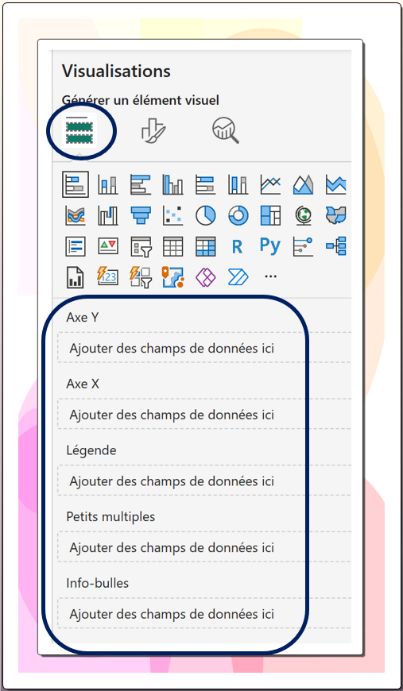 Visualisations
Générer un élément visuel
R Py
123
...
Axe Y
Ajouter des champs de données ici
Axe X
Ajouter des champs de données ici
Légende
Ajouter des champs de données ici
Petits multiples
Ajouter des champs de données ici
Info-bulles
Ajouter des champs de données ici